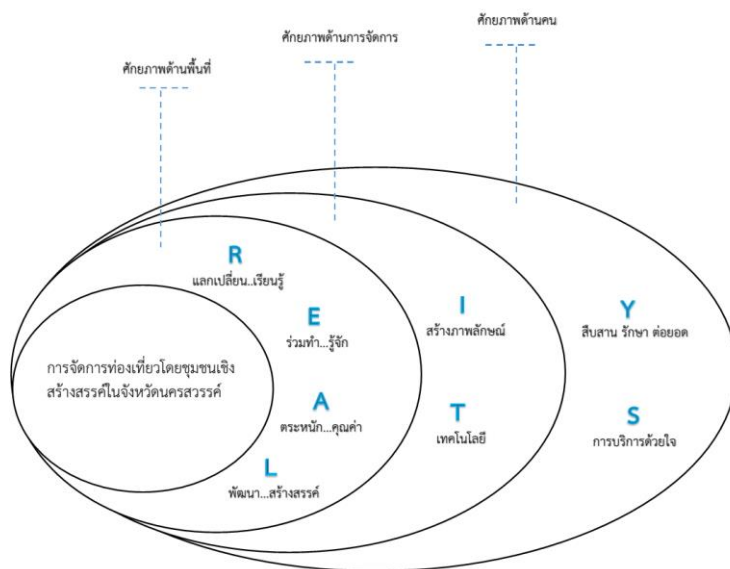 ศักยภาพด้านคน
ศักยภาพด้านการจัดการ
ศักยภาพด้านพื้นที่
R
แลกเปลี่ยน..เรียนรู้
E
ร่วมทำ...รู้จัก
A
ตระหนัก...คุณค่า
L
พัฒนา...สร้างสรรค์
I
สร้างภาพลักษณ์
T
เทคโนโลยี
Y
สืบสาน รักษา ต่อยอด
S
การบริการด้วยใจ
การจัดการท่องเที่ยวโดยชุมชนเชิง
สร้างสรรค์ในจังหวัดนครสวรรค์